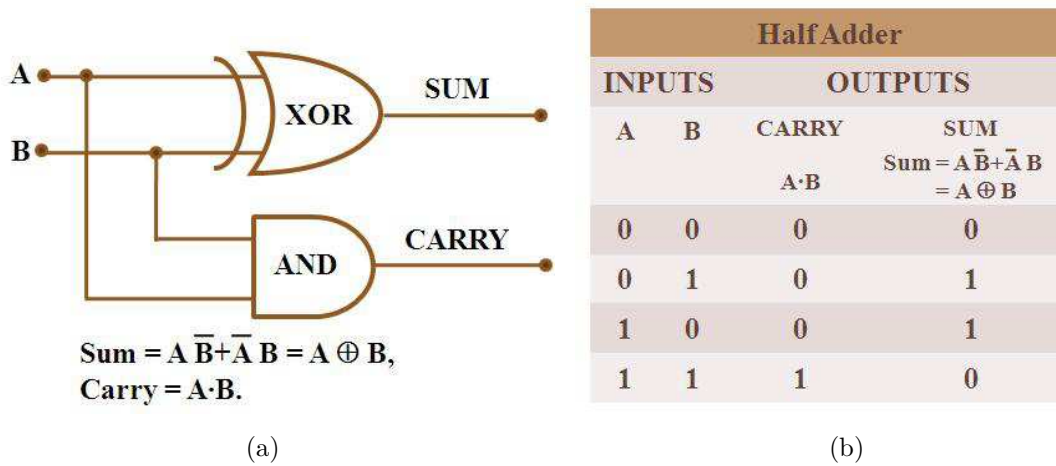 A
B
XOR
SUM
AND
CARRY
Sum = A B̅+A̅ B = A ⊕ B,
Carry = A·B.
(a)
Half Adder
INPUTS OUTPUTS
A B CARRY SUM
A·B Sum = A B̅+A̅ B
= A ⊕ B
0 0 0 0
0 1 0 1
1 0 0 1
1 1 1 0
(b)